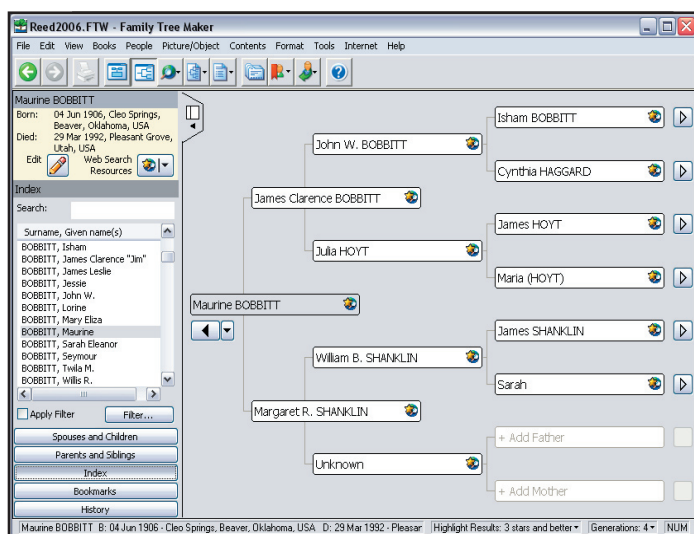 Reed2006.FTW - Family Tree Maker
File Edit View Books People Picture/Object Contents Format Tools Internet Help
Maurine BOBBITT
Born: 04 Jun 1906, Cleo Springs,
Beaver, Oklahoma, USA
Died: 29 Mar 1992, Pleasant Grove,
Utah, USA
Edit Web Search
Resources
Index
Search:
Surname, Given name(s)
BOBBITT, Isham
BOBBITT, James Clarence "Jim"
BOBBITT, James Leslie
BOBBITT, Jessie
BOBBITT, John W.
BOBBITT, Lorine
BOBBITT, Mary Eliza
BOBBITT, Maurine
BOBBITT, Sarah Eleanor
BOBBITT, Seymour
BOBBITT, Twila M.
BOBBITT, Willis R.
Apply Filter Filter...
Spouses and Children
Parents and Siblings
Index
Bookmarks
History
Isham BOBBITT
John W. BOBBITT
Cynthia HAGGARD
James Clarence BOBBITT
James HOYT
Julia HOYT
Maria (HOYT)
Maurine BOBBITT
James SHANKLIN
William B. SHANKLIN
Sarah
Margaret R. SHANKLIN
+ Add Father
Unknown
+ Add Mother
Maurine BOBBITT B: 04 Jun 1906 - Cleo Springs, Beaver, Oklahoma, USA D: 29 Mar 1992 - Pleasar Highlight Results: 3 stars and better Generations: 4 NUM